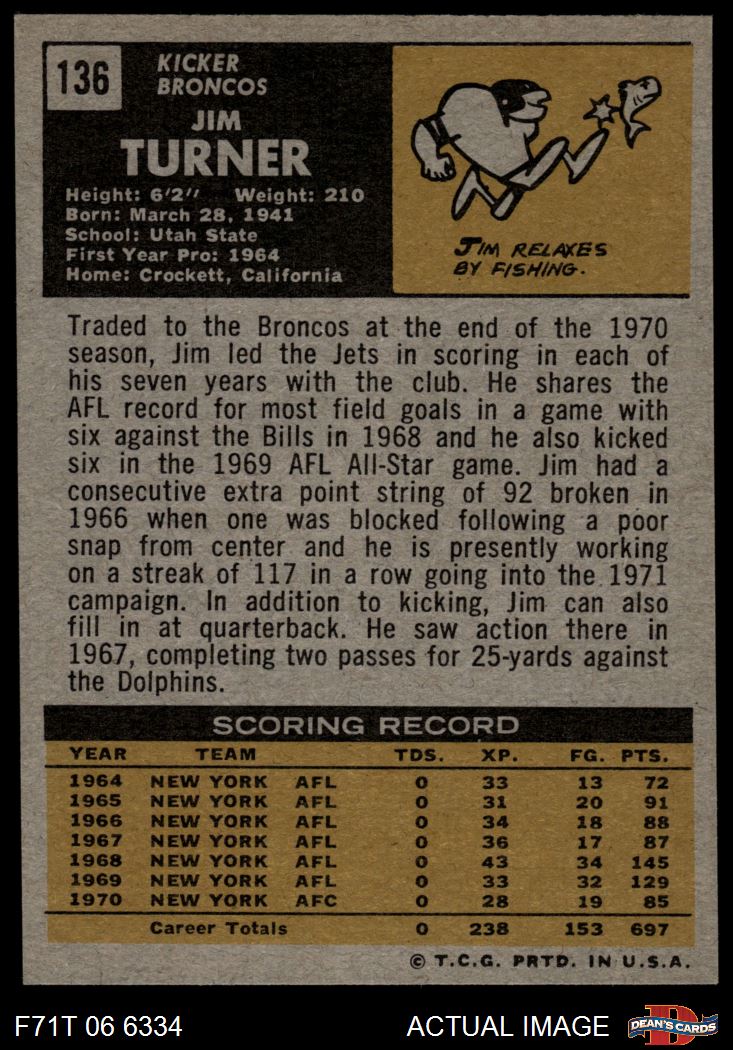 136
KICKER
BRONCOS
JIM
TURNER
Height: 6'2" Weight: 210
Born: March 28, 1941
School: Utah State
First Year Pro: 1964
Home: Crockett, California
JIM RELAXES
BY FISHING.
Traded to the Broncos at the end of the 1970
season, Jim led the Jets in scoring in each of
his seven years with the club. He shares the
AFL record for most field goals in a game with
six against the Bills in 1968 and he also kicked
six in the 1969 AFL All-Star game. Jim had a
consecutive extra point string of 92 broken in
1966 when one was blocked following a poor
snap from center and he is presently working
on a streak of 117 in a row going into the 1971
campaign. In addition to kicking, Jim can also
fill in at quarterback. He saw action there in
1967, completing two passes for 25-yards against
the Dolphins.
SCORING RECORD
YEAR TEAM TDS. XP. FG. PTS.
1964 NEW YORK AFL 0 33 13 72
1965 NEW YORK AFL 0 31 20 91
1966 NEW YORK AFL 0 34 18 88
1967 NEW YORK AFL 0 36 17 87
1968 NEW YORK AFL 0 43 34 145
1969 NEW YORK AFL 0 33 32 129
1970 NEW YORK AFC 0 28 19 85
Career Totals 0 238 153 697
© T.C.G. PRTD. IN U.S.A.
F71T 06 6334 ACTUAL IMAGE D DEAN'S CARDS